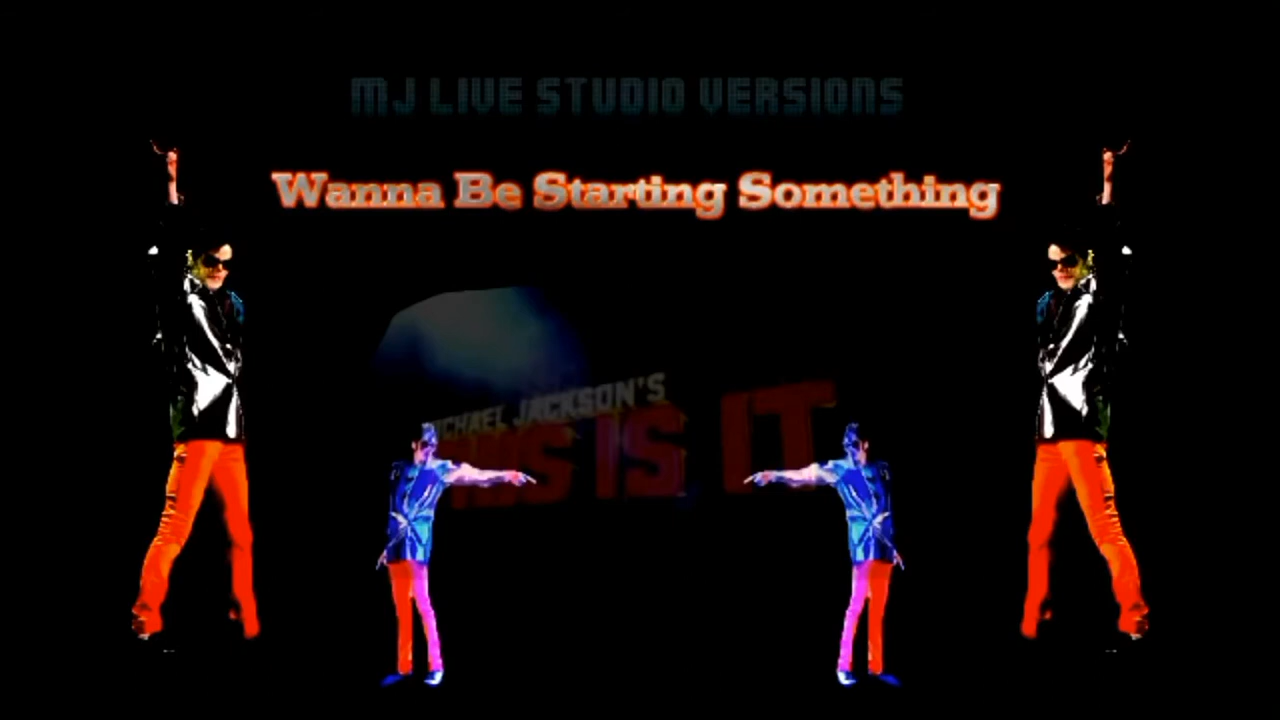 MJ LIVE STUDIO VERSIONS
Wanna Be Starting Something
MICHAEL JACKSON'S
THIS IS IT